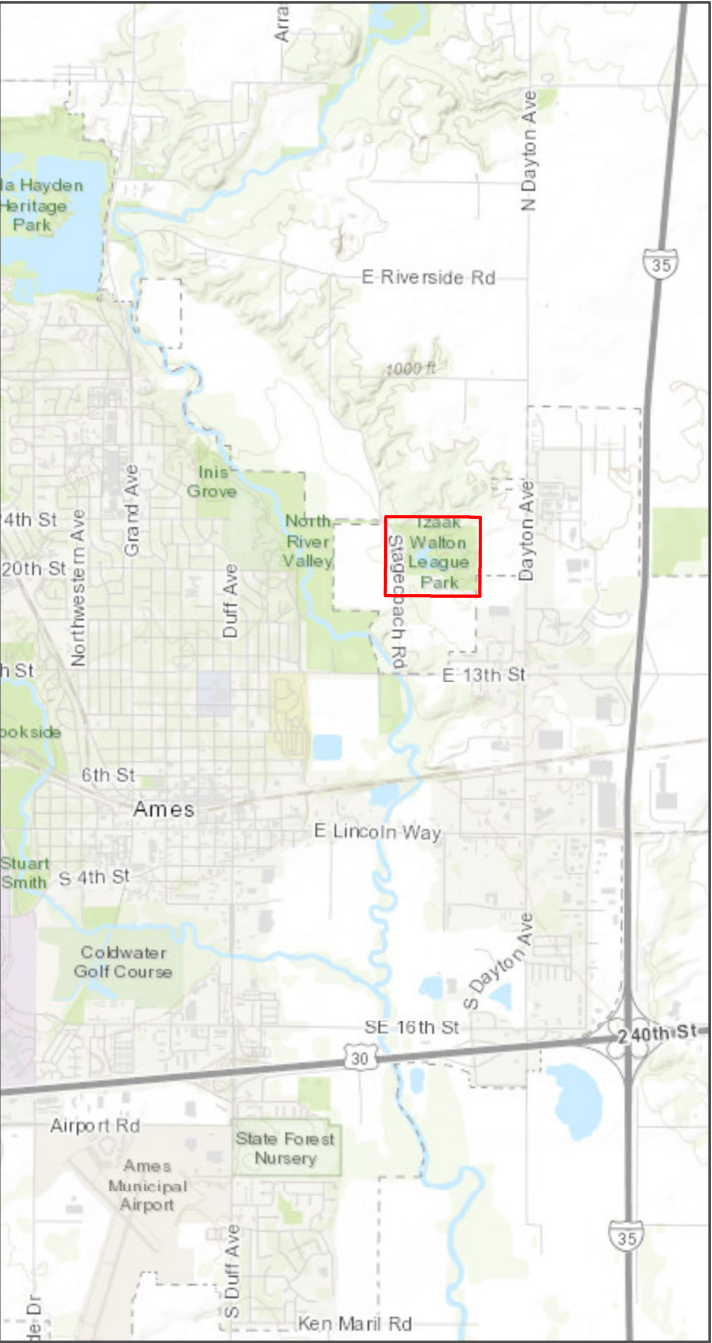 Arra
N Dayton Ave
la Hayden
Heritage
Park
35
E Riverside Rd
1000 ft
Inis
Grove
Grand Ave
Northwestern Ave
4th St
20th St
Duff Ave
North
River
Valley
Izaak
Walton
League
Park
Stagecoach Rd
Dayton Ave
h St
E 13th St
ookside
6th St
Ames
E Lincoln Way
Stuart
Smith
S 4th St
Coldwater
Golf Course
S Dayton Ave
SE 16th St
30
240th St
Airport Rd
State Forest
Nursery
Ames
Municipal
Airport
35
S Duff Ave
de Dr
Ken Maril Rd